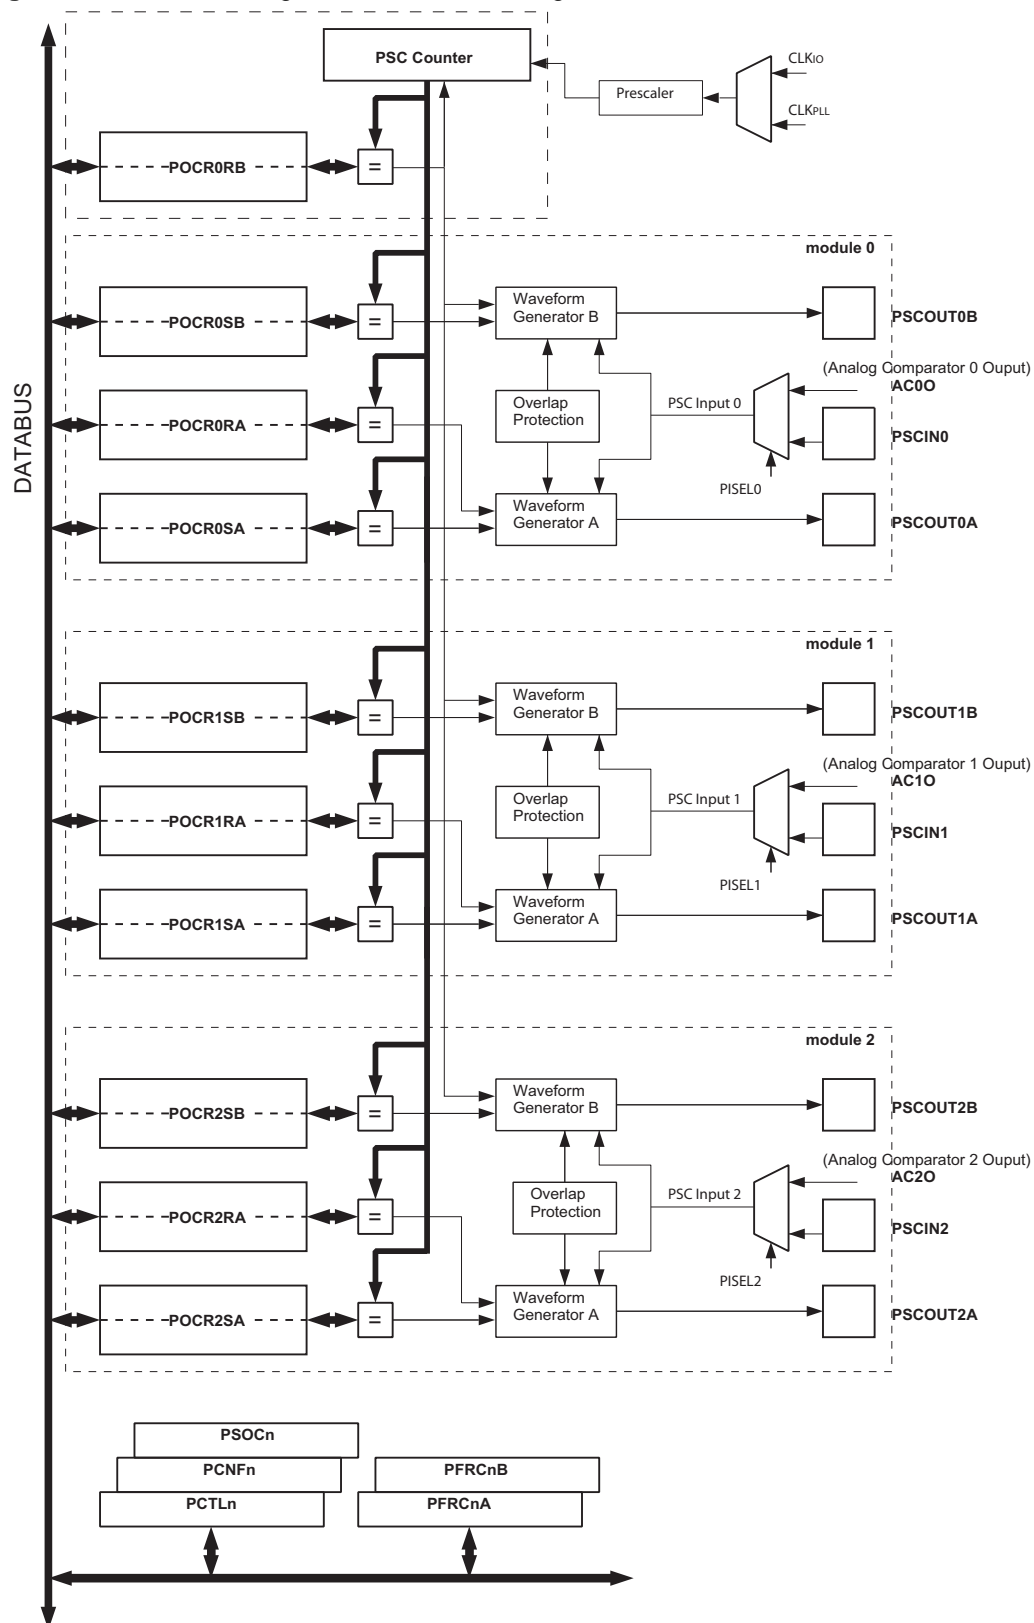 PSC Counter
CLKIO
Prescaler
CLKPLL
POCR0RB
=
module 0
POCR0SB
=
Waveform
Generator B
PSCOUT0B
(Analog Comparator 0 Ouput)
AC0O
POCR0RA
=
Overlap
Protection
PSC Input 0
PSCIN0
PISEL0
POCR0SA
=
Waveform
Generator A
PSCOUT0A
DATABUS
module 1
POCR1SB
=
Waveform
Generator B
PSCOUT1B
(Analog Comparator 1 Ouput)
AC1O
POCR1RA
=
Overlap
Protection
PSC Input 1
PSCIN1
PISEL1
POCR1SA
=
Waveform
Generator A
PSCOUT1A
module 2
POCR2SB
=
Waveform
Generator B
PSCOUT2B
(Analog Comparator 2 Ouput)
AC2O
POCR2RA
=
Overlap
Protection
PSC Input 2
PSCIN2
PISEL2
POCR2SA
=
Waveform
Generator A
PSCOUT2A
PSOCn
PCNFn
PFRCnB
PCTLn
PFRCnA